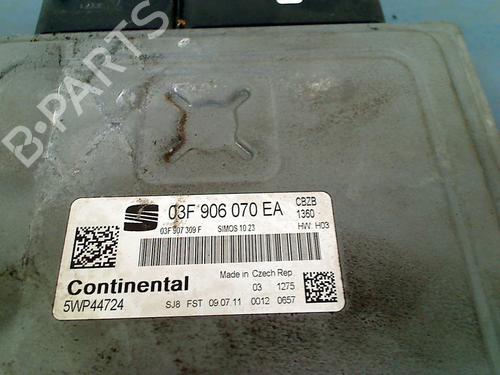 B-PARTS
03F 906 070 EA
CBZB
1360
03F 907 309 F SIMOS 10 23 HW: H03
Continental
Made in Czech Rep
03 1275
5WP44724
SJ8 FST 09.07.11 0012 0657